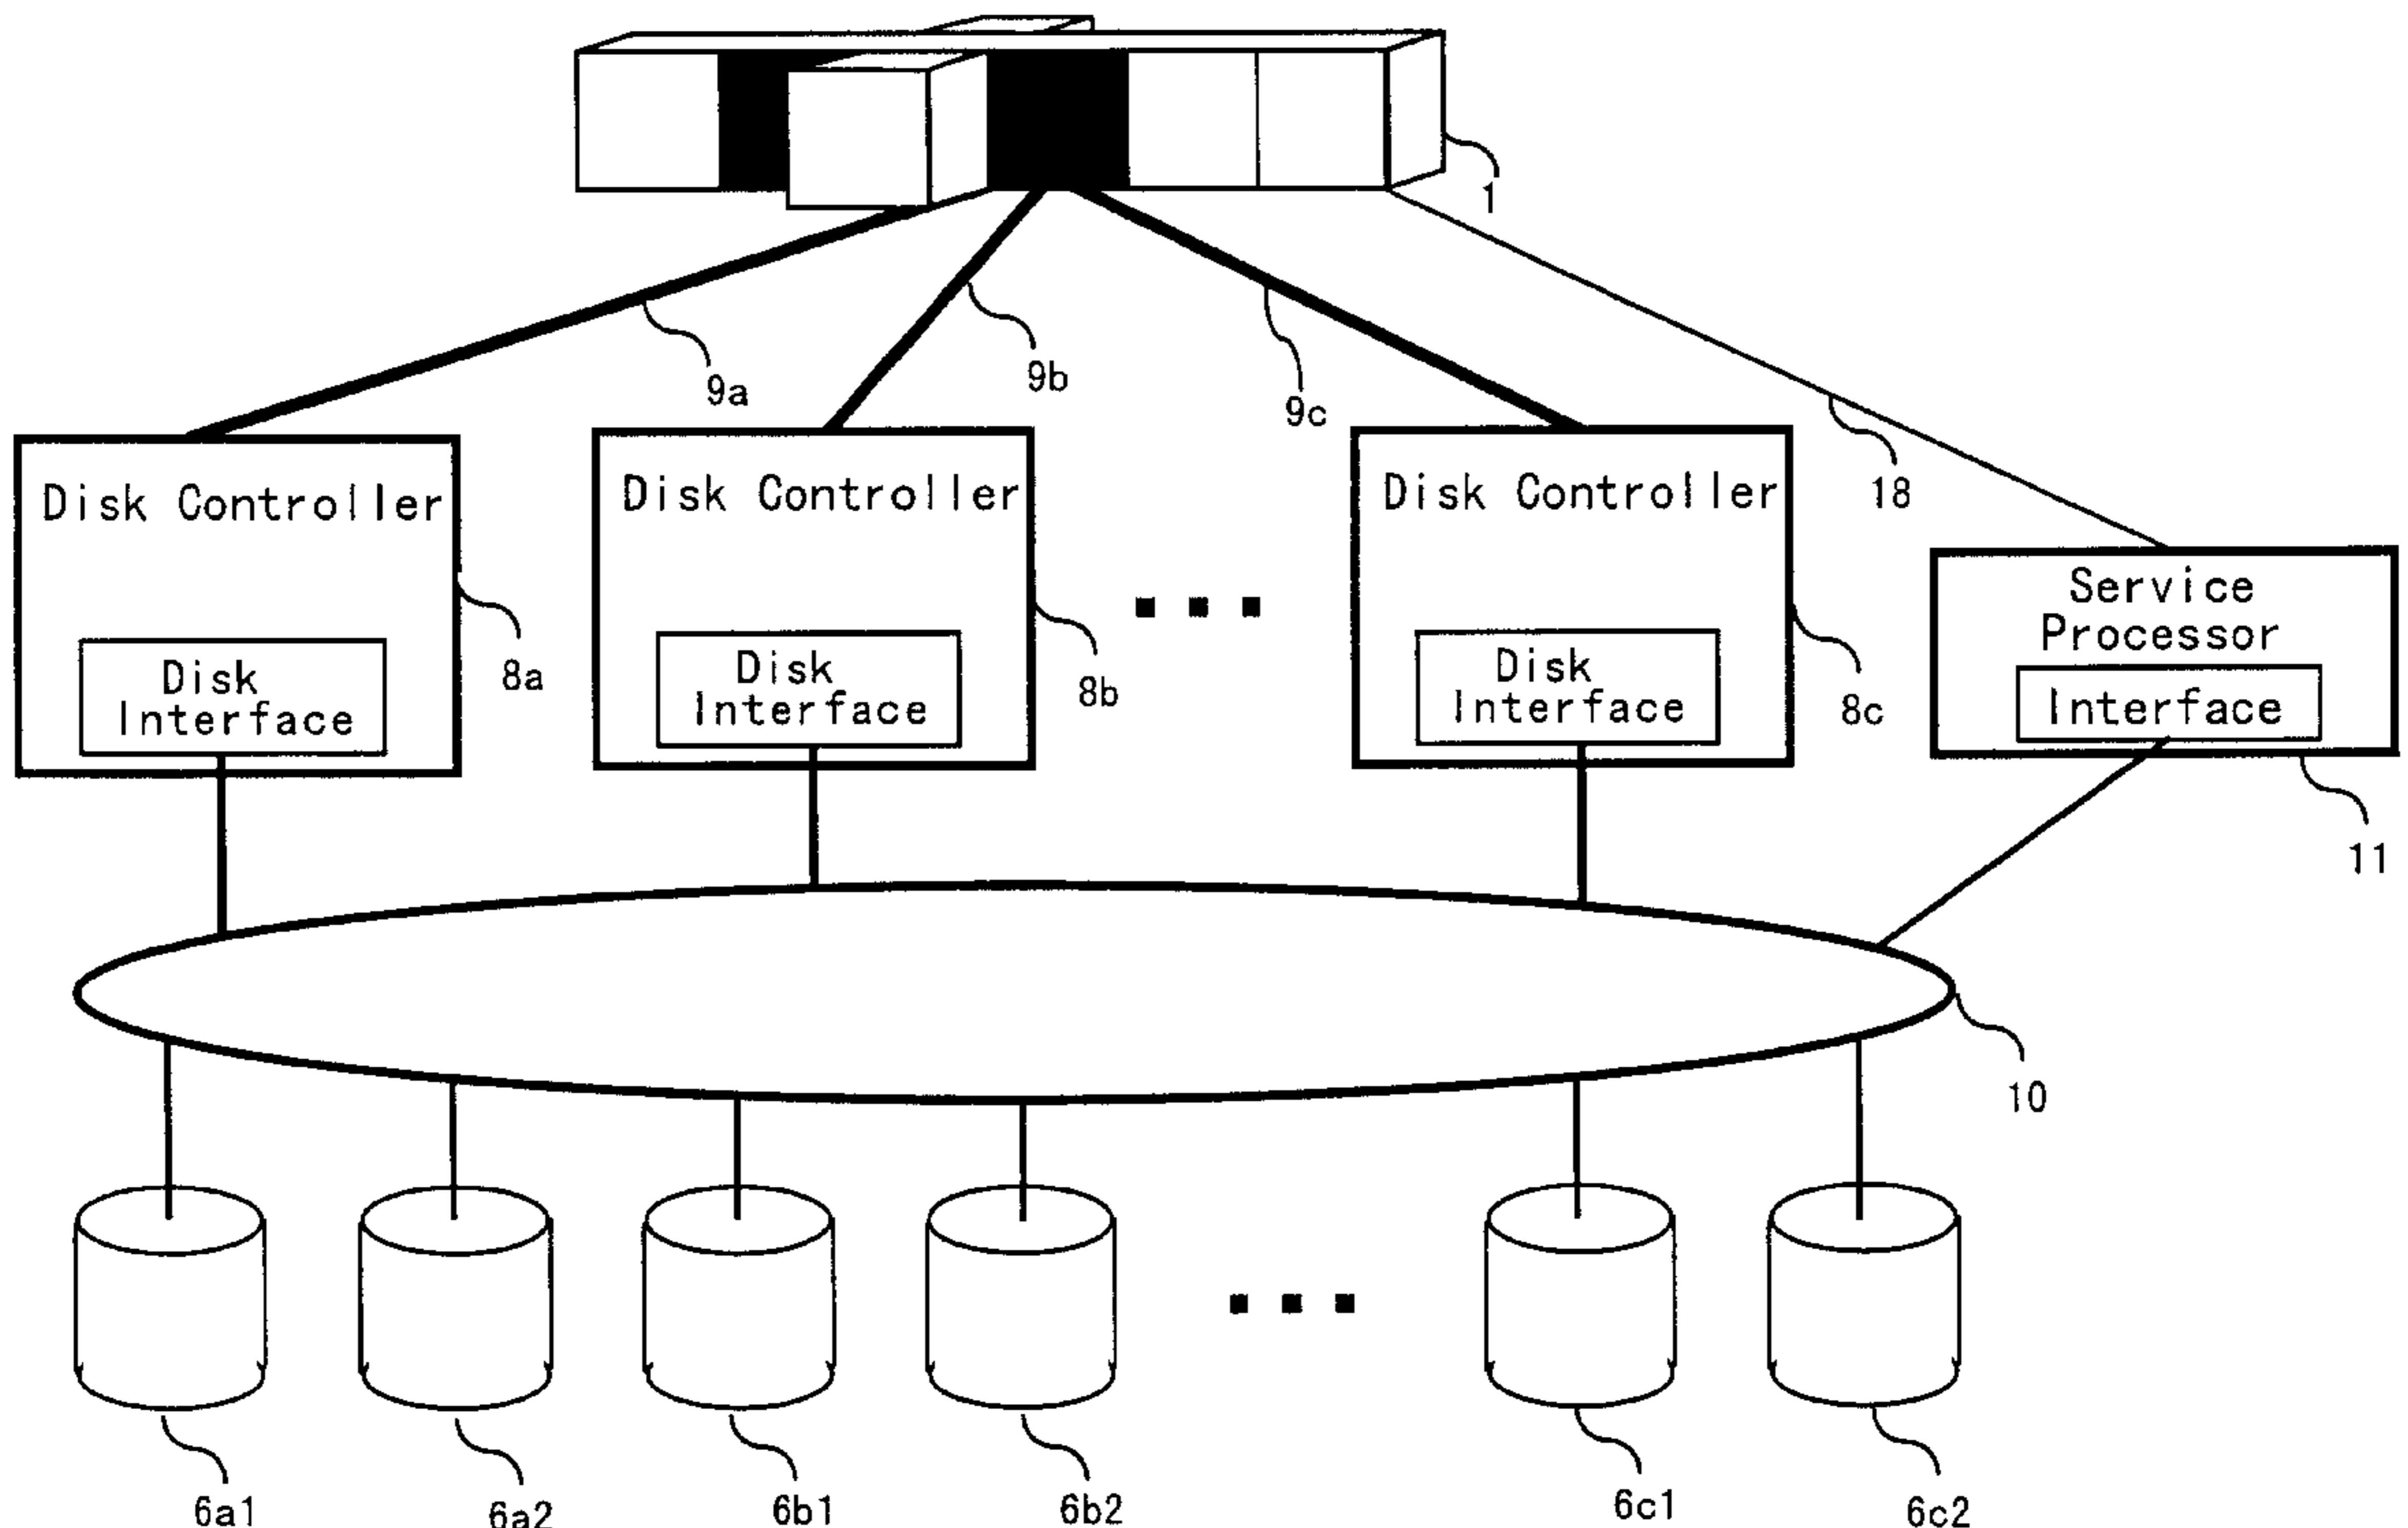 1
9a
9b
9c
18
Disk Controller
Disk
Interface
8a
Disk Controller
Disk
Interface
8b
Disk Controller
Disk
Interface
8c
Service
Processor
Interface
11
10
6a1
6a2
6b1
6b2
6c1
6c2